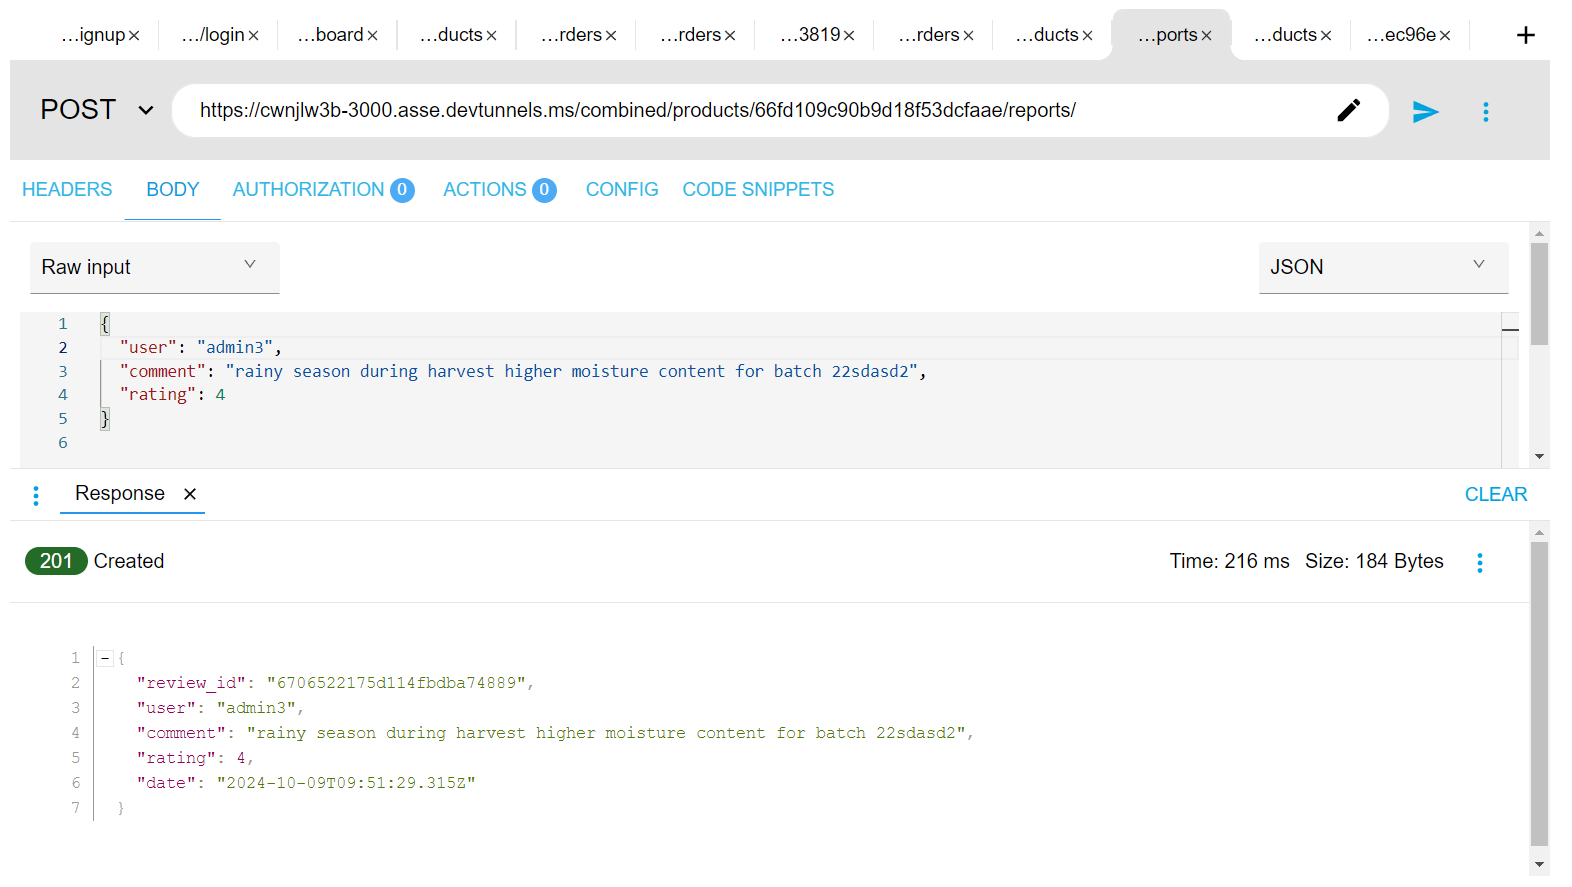 …ignup× …/login× …board× …ducts× …rders× …rders× …3819× …rders× …ducts× …ports× …ducts× …ec96e× +
POST https://cwnjlw3b-3000.asse.devtunnels.ms/combined/products/66fd109c90b9d18f53dcfaae/reports/
HEADERS BODY AUTHORIZATION 0 ACTIONS 0 CONFIG CODE SNIPPETS
Raw input JSON
1 {
2 "user": "admin3",
3 "comment": "rainy season during harvest higher moisture content for batch 22sdasd2",
4 "rating": 4
5 }
6
Response × CLEAR
201 Created Time: 216 ms Size: 184 Bytes
1 {
2 "review_id": "6706522175d114fbdba74889",
3 "user": "admin3",
4 "comment": "rainy season during harvest higher moisture content for batch 22sdasd2",
5 "rating": 4,
6 "date": "2024-10-09T09:51:29.315Z"
7 }